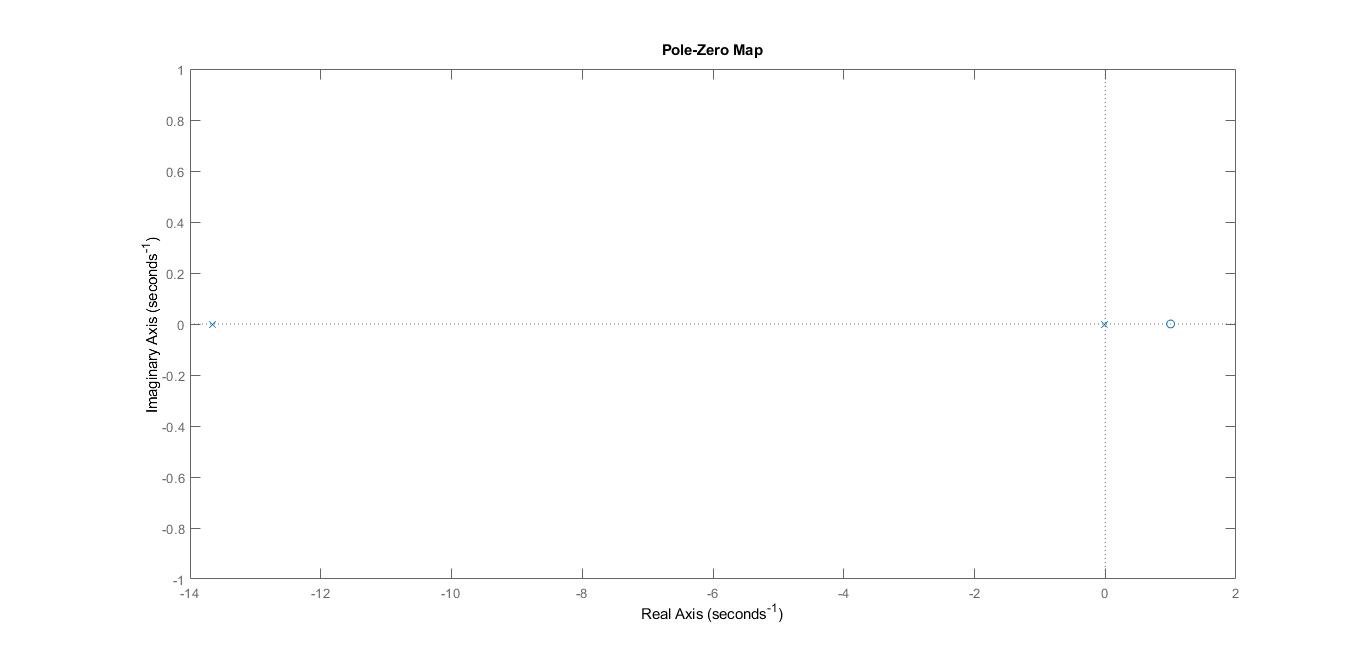 Pole-Zero Map
1
0.8
0.6
0.4
0.2
0
-0.2
-0.4
-0.6
-0.8
-1
Imaginary Axis (seconds⁻¹)
-14 -12 -10 -8 -6 -4 -2 0 2
Real Axis (seconds⁻¹)